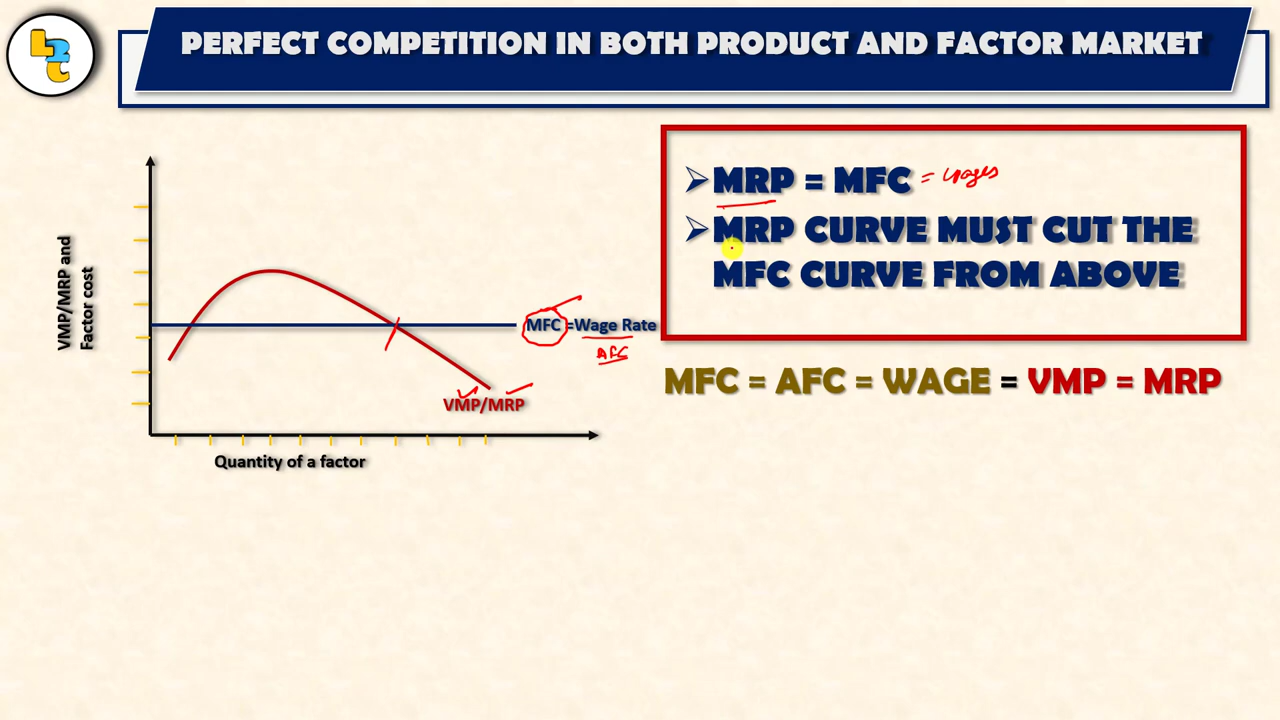 LBC
PERFECT COMPETITION IN BOTH PRODUCT AND FACTOR MARKET
MRP = MFC = wages
MRP CURVE MUST CUT THE
MFC CURVE FROM ABOVE
VMP/MRP and
Factor cost
MFC =Wage Rate
AFC
VMP/MRP
Quantity of a factor
MFC = AFC = WAGE = VMP = MRP